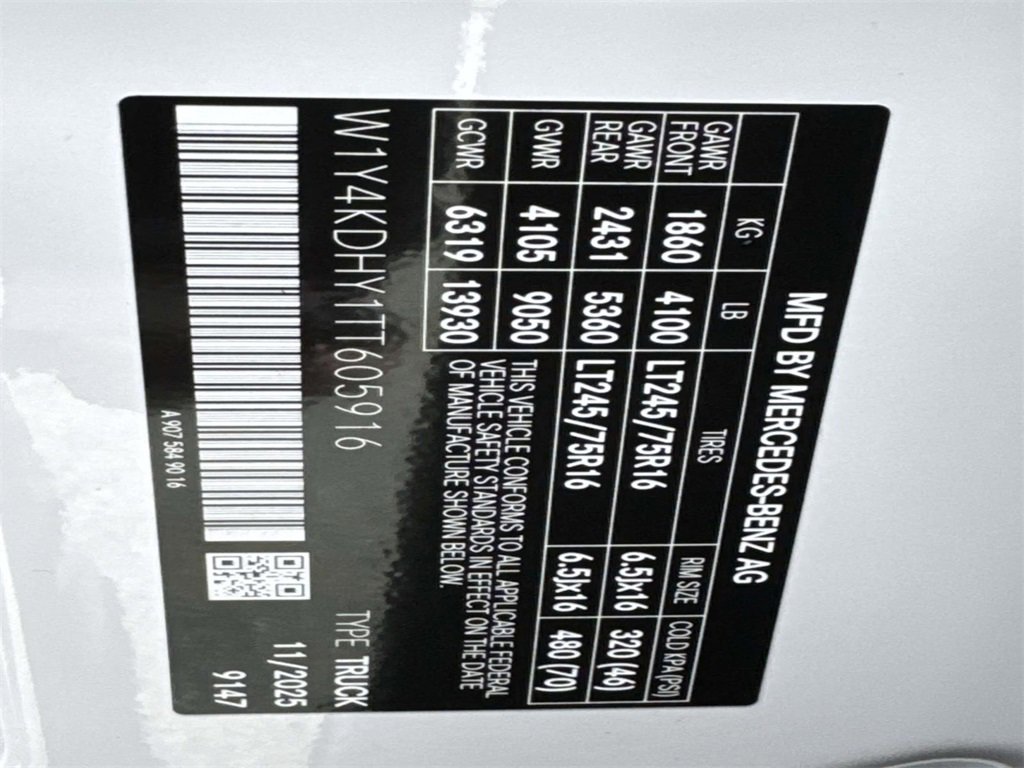 MFD BY MERCEDES-BENZ AG
KG LB TIRES RIM SIZE COLD KPA(PSI)
GAWR FRONT 1860 4100 LT245/75R16 6.5Jx16 320 (46)
GAWR REAR 2431 5360 LT245/75R16 6.5Jx16 480 (70)
GVWR 4105 9050
GCWR 6319 13930
THIS VEHICLE CONFORMS TO ALL APPLICABLE FEDERAL
VEHICLE SAFETY STANDARDS IN EFFECT ON THE DATE
OF MANUFACTURE SHOWN BELOW.
W1Y4KDHY1TT605916 TYPE TRUCK
11/2025
9147
A 907 584 90 16